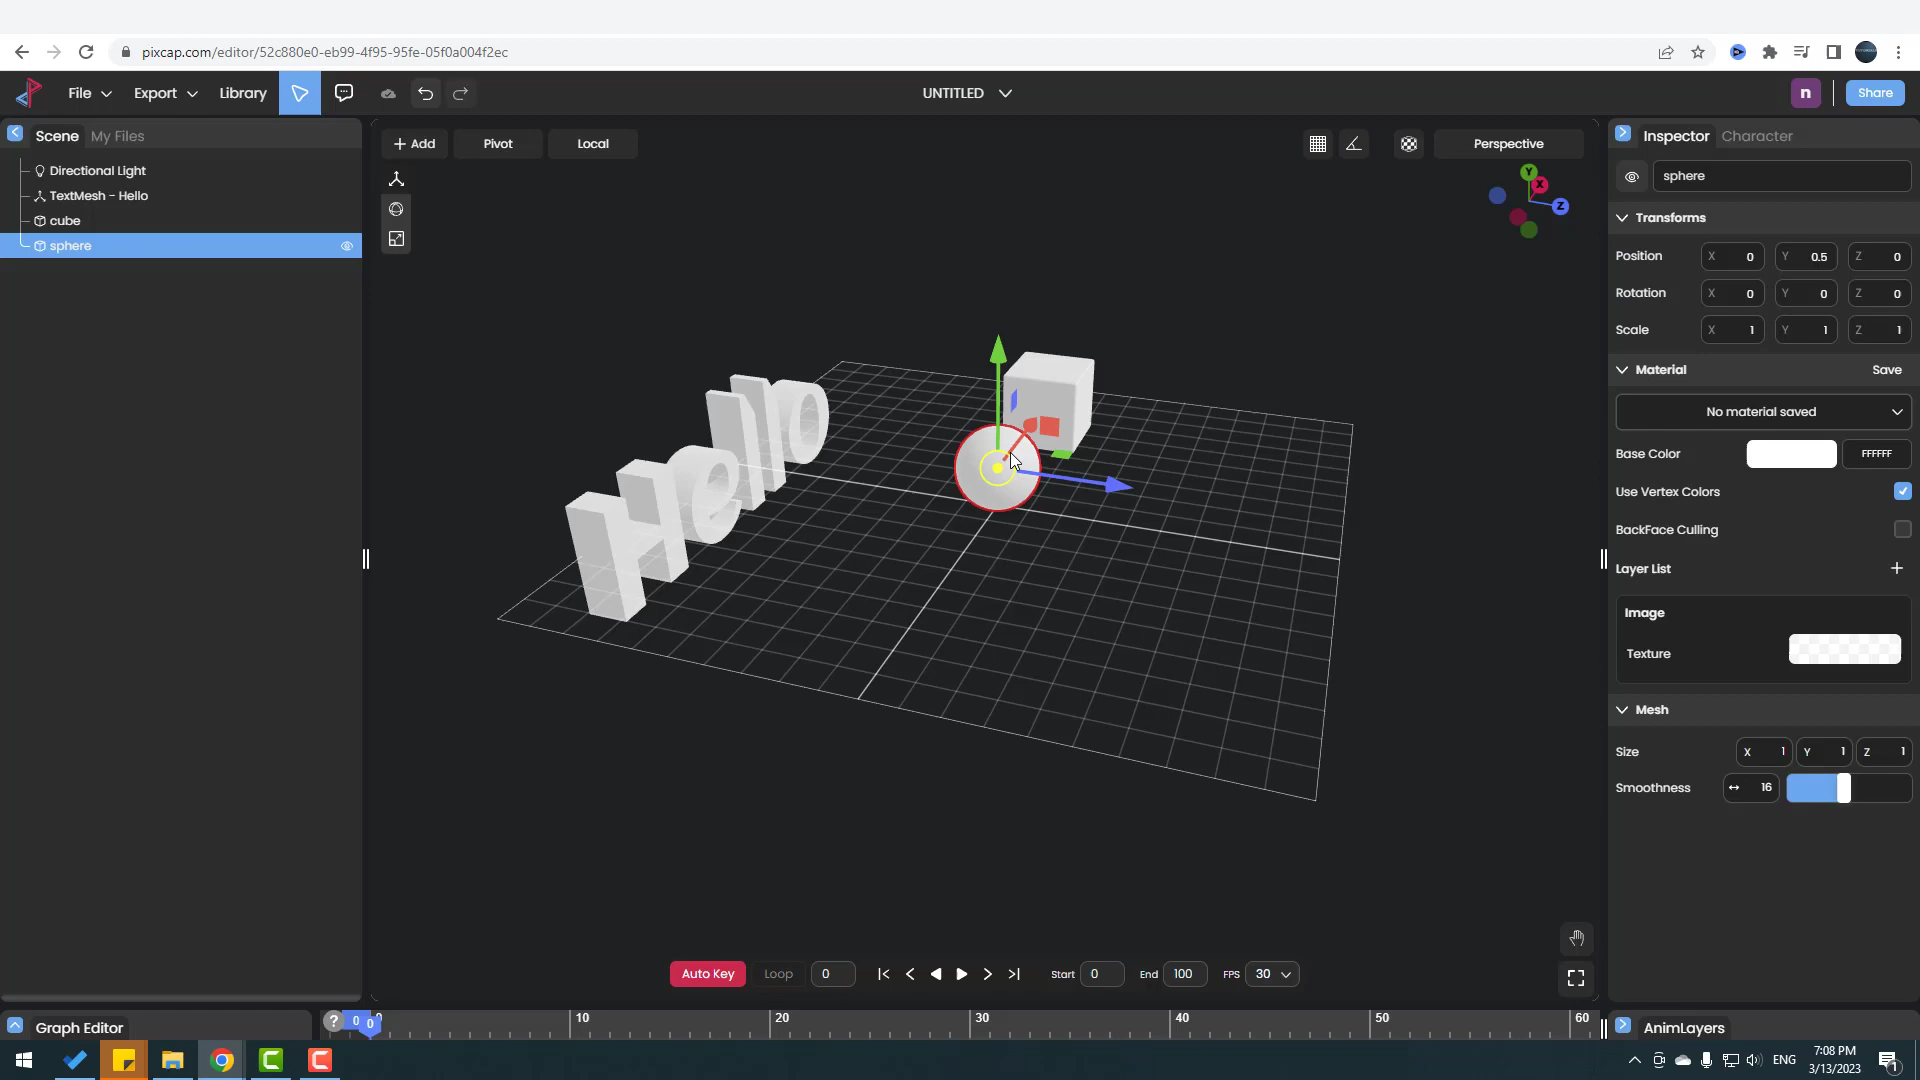 pixcap.com/editor/52c880e0-eb99-4f95-95fe-05f0a004f2ec
File Export Library UNTITLED n Share
Scene My Files
Directional Light
TextMesh - Hello
cube
sphere
+ Add Pivot Local Perspective
Y
X
Z
Hello
Inspector Character
sphere
Transforms
Position X 0 Y 0.5 Z 0
Rotation X 0 Y 0 Z 0
Scale X 1 Y 1 Z 1
Material Save
No material saved
Base Color FFFFFF
Use Vertex Colors
BackFace Culling
Layer List +
Image
Texture
Mesh
Size X 1 Y 1 Z 1
Smoothness 16
Auto Key Loop 0 Start 0 End 100 FPS 30
Graph Editor ? 0 0 10 20 30 40 50 60 AnimLayers
ENG 7:08 PM
3/13/2023 1